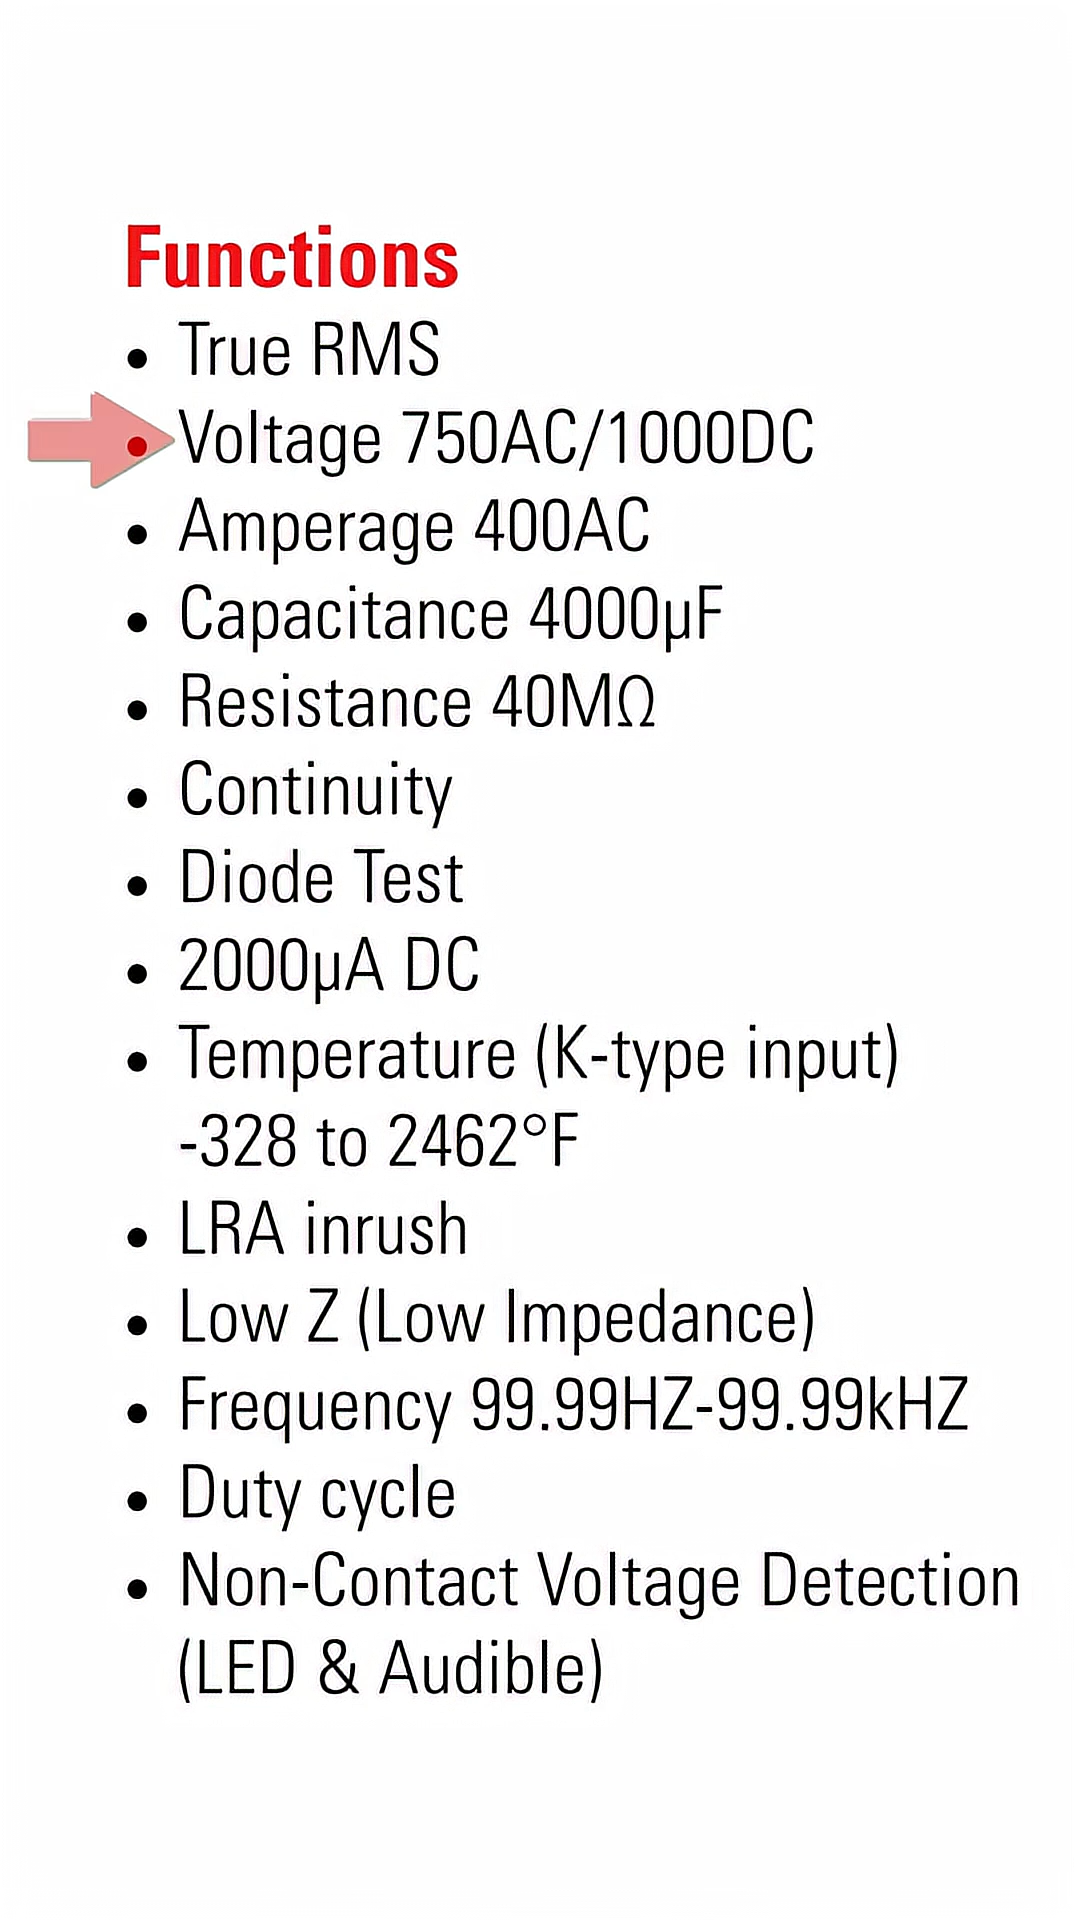 Functions
• True RMS
• Voltage 750AC/1000DC
• Amperage 400AC
• Capacitance 4000µF
• Resistance 40MΩ
• Continuity
• Diode Test
• 2000µA DC
• Temperature (K-type input)
-328 to 2462°F
• LRA inrush
• Low Z (Low Impedance)
• Frequency 99.99HZ-99.99kHZ
• Duty cycle
• Non-Contact Voltage Detection
(LED & Audible)